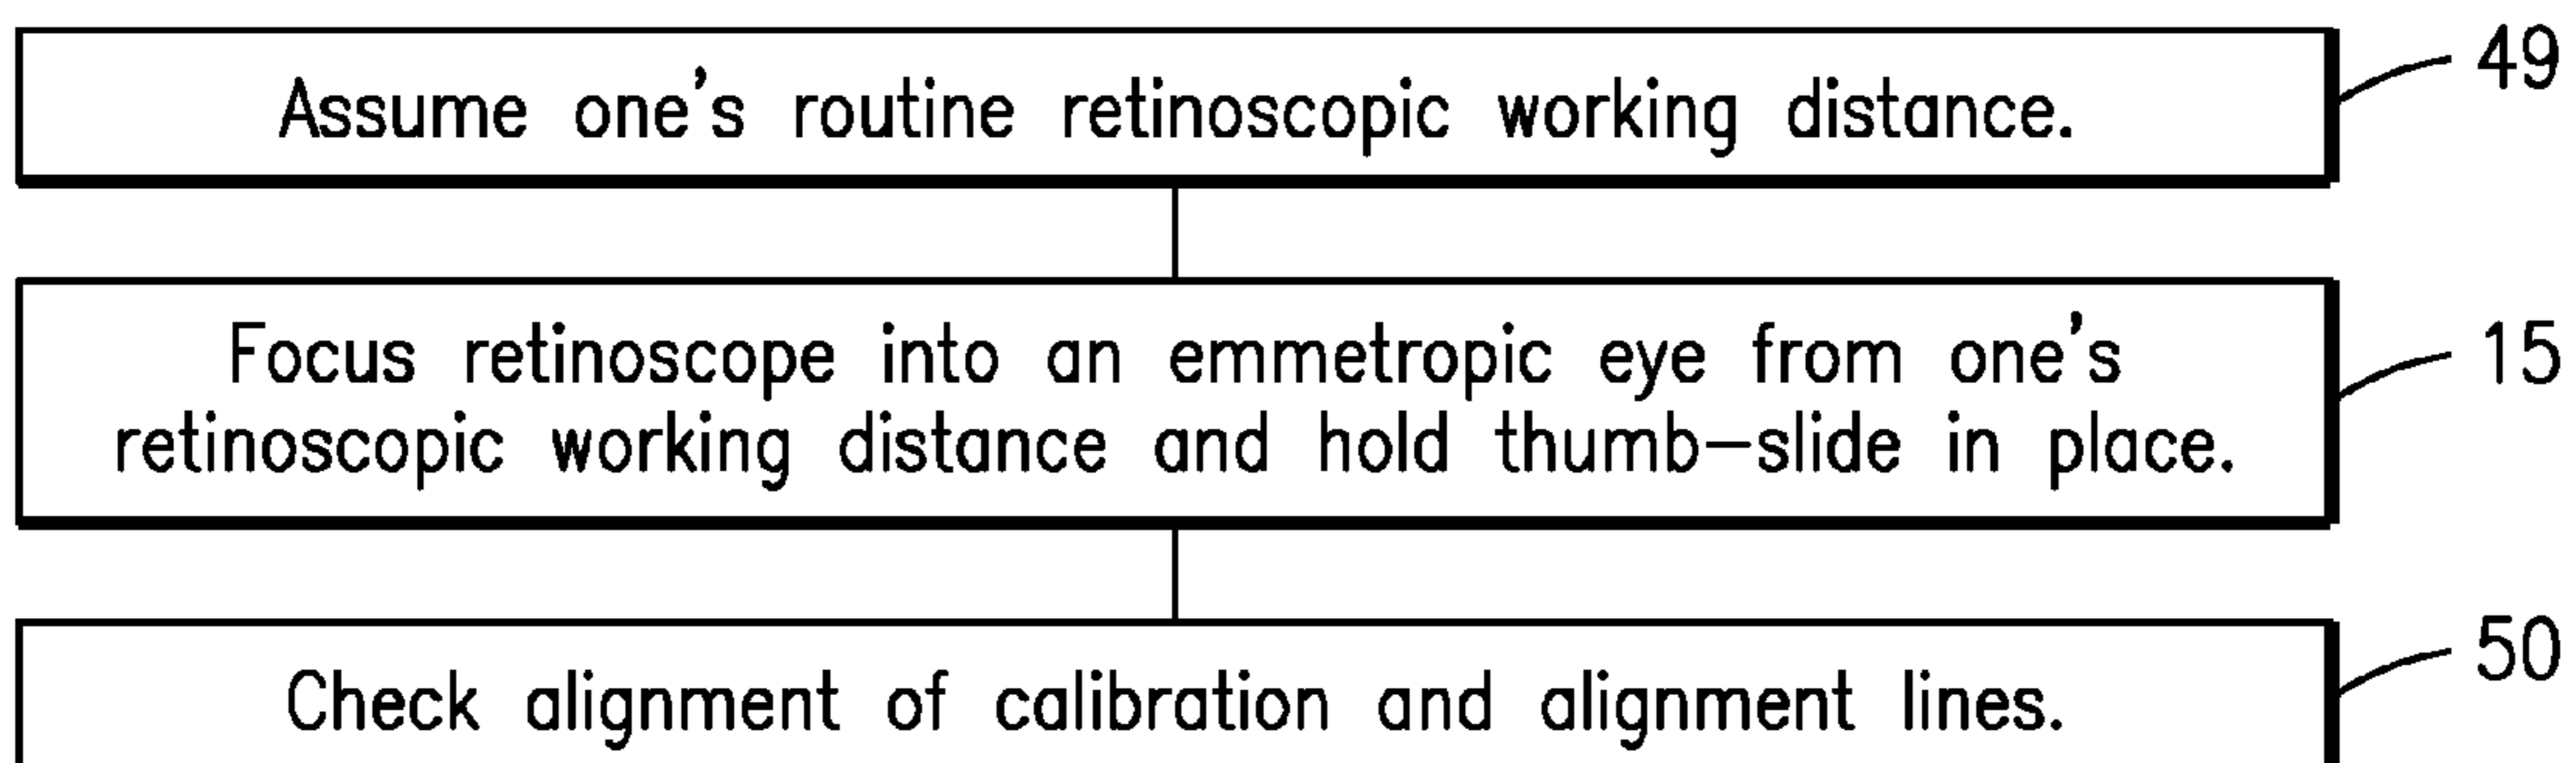 Assume one's routine retinoscopic working distance.
49
Focus retinoscope into an emmetropic eye from one's
retinoscopic working distance and hold thumb-slide in place.
15
Check alignment of calibration and alignment lines.
50